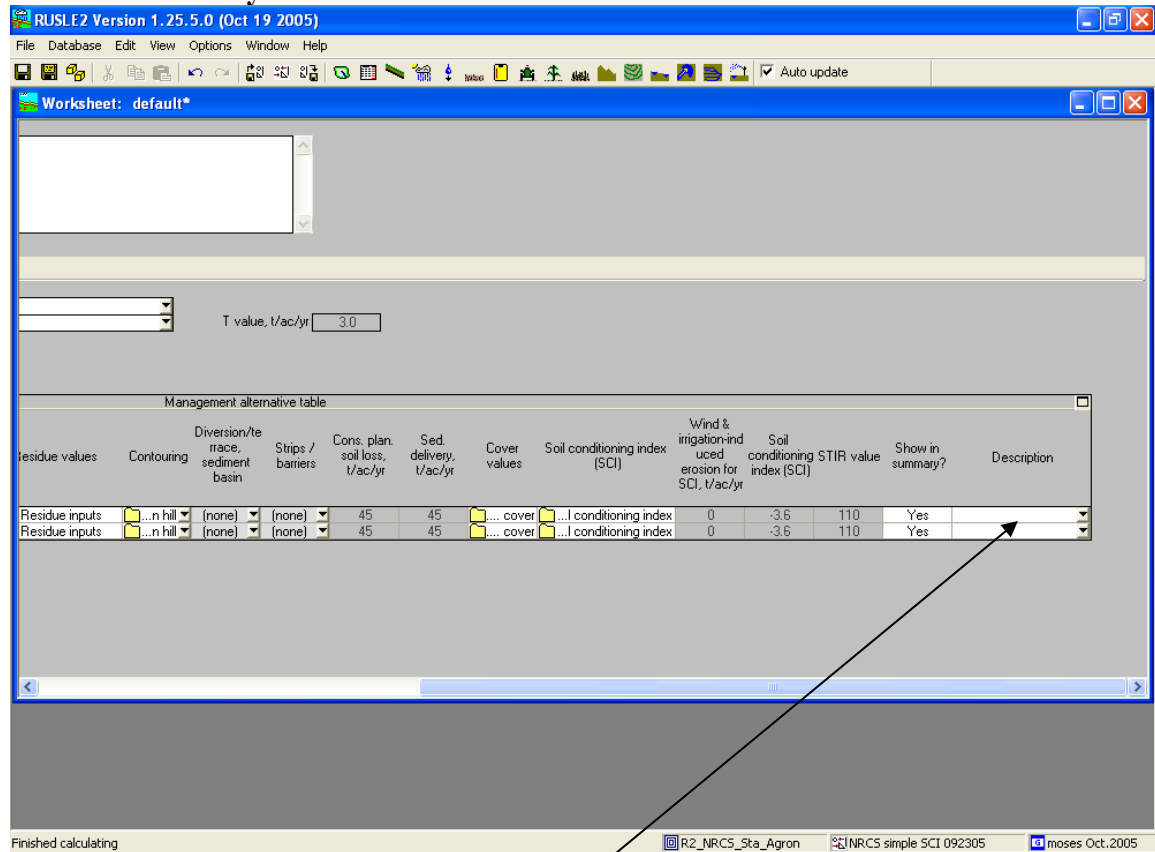 RUSLE2 Version 1.25.5.0 (Oct 19 2005)
File Database Edit View Options Window Help
Auto update
Worksheet: default*
T value, t/ac/yr 3.0
Management alternative table
esidue values Contouring Diversion/te rrace, sediment basin Strips / barriers Cons. plan. soil loss, t/ac/yr Sed. delivery, t/ac/yr Cover values Soil conditioning index (SCI) Wind & irrigation-ind uced erosion for SCI, t/ac/yr Soil conditioning index (SCI) STIR value Show in summary? Description
Residue inputs ...n hill (none) (none) 45 45 .... cover ...l conditioning index 0 -3.6 110 Yes
Residue inputs ...n hill (none) (none) 45 45 .... cover ...l conditioning index 0 -3.6 110 Yes
Finished calculating R2_NRCS_Sta_Agron NRCS simple SCI 092305 moses Oct.2005